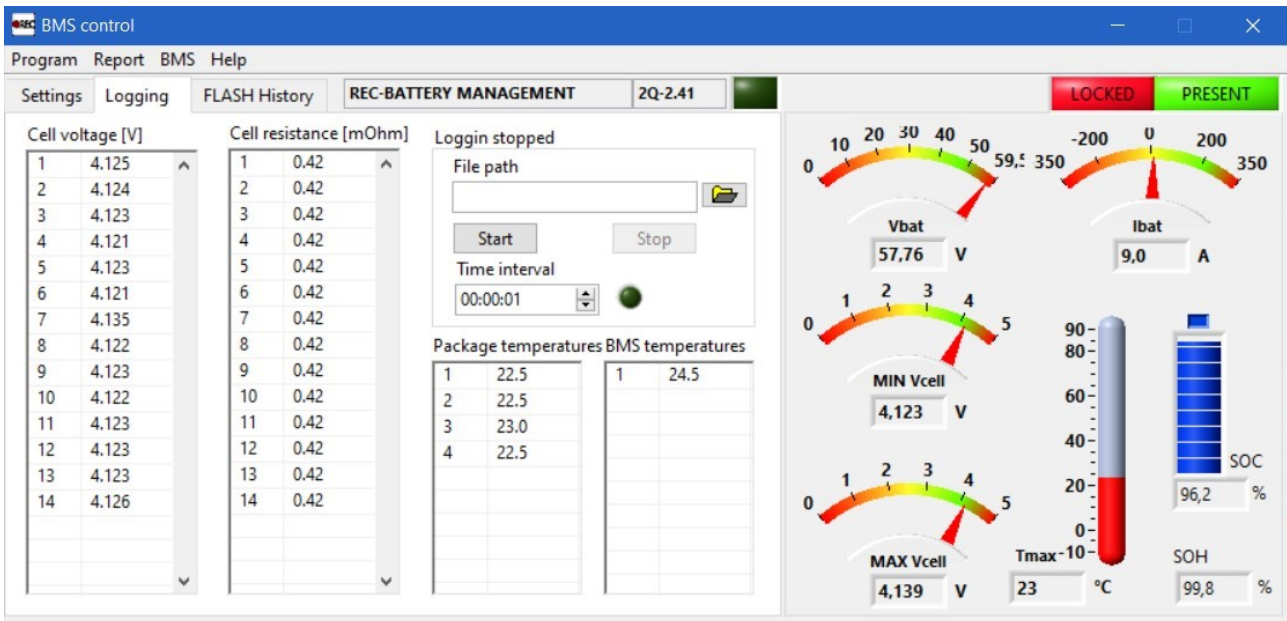 REC BMS control
Program Report BMS Help
Settings Logging FLASH History REC-BATTERY MANAGEMENT 2Q-2.41 LOCKED PRESENT
Cell voltage [V]
1 4.125
2 4.124
3 4.123
4 4.121
5 4.123
6 4.121
7 4.135
8 4.122
9 4.123
10 4.122
11 4.123
12 4.123
13 4.123
14 4.126
Cell resistance [mOhm]
1 0.42
2 0.42
3 0.42
4 0.42
5 0.42
6 0.42
7 0.42
8 0.42
9 0.42
10 0.42
11 0.42
12 0.42
13 0.42
14 0.42
Loggin stopped
File path
Start Stop
Time interval
00:00:01
Package temperatures
1 22.5
2 22.5
3 23.0
4 22.5
BMS temperatures
1 24.5
0 10 20 30 40 50 59,5
Vbat
57,76 V
350 -200 0 200 350
Ibat
9,0 A
0 1 2 3 4 5
MIN Vcell
4,123 V
0 1 2 3 4 5
MAX Vcell
4,139 V
90
80
60
40
20
0
-10
Tmax
23 °C
SOC
96,2 %
SOH
99,8 %